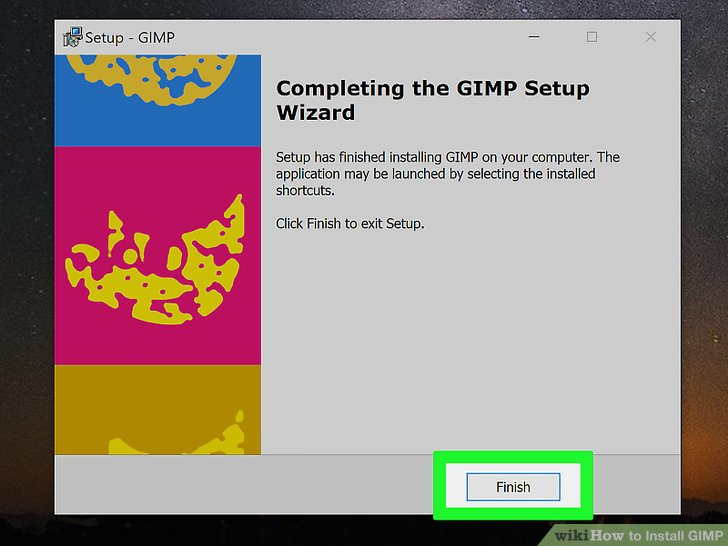 Setup - GIMP
Completing the GIMP Setup
Wizard
Setup has finished installing GIMP on your computer. The
application may be launched by selecting the installed
shortcuts.
Click Finish to exit Setup.
Finish
wikiHow to Install GIMP